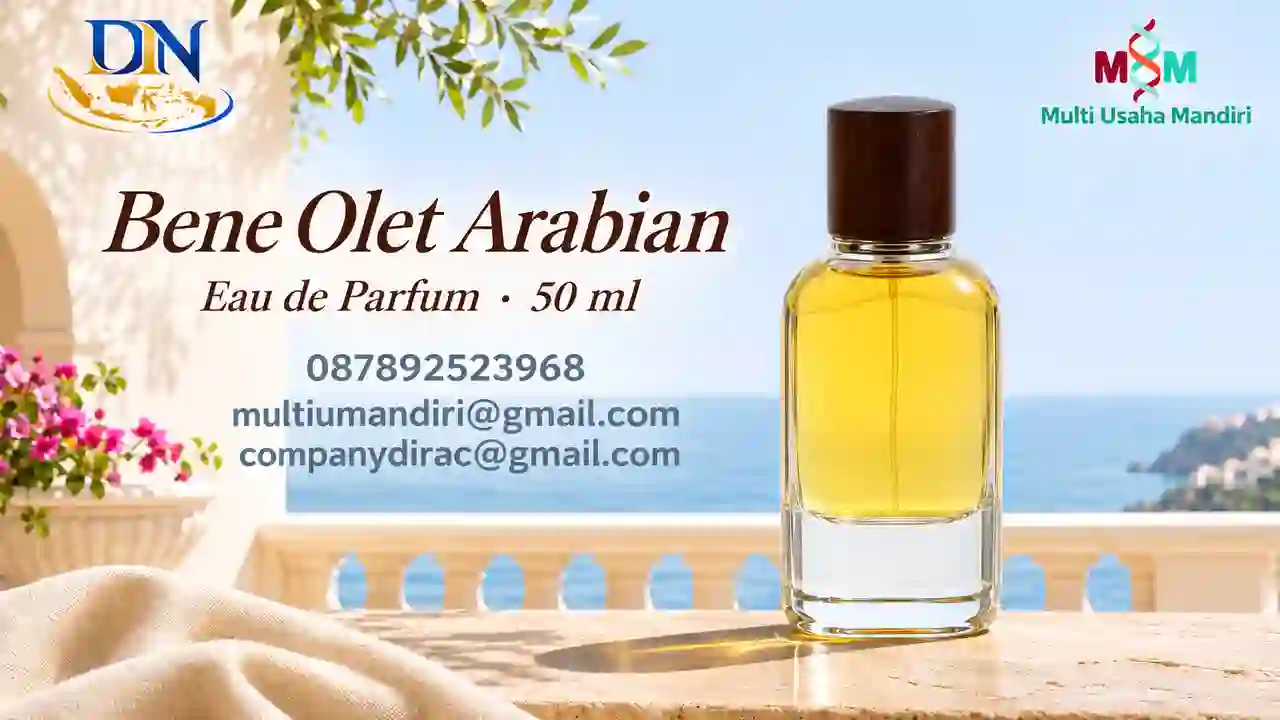 DN
MSM
Multi Usaha Mandiri
Bene Olet Arabian
Eau de Parfum · 50 ml
087892523968
multiumandiri@gmail.com
companydirac@gmail.com